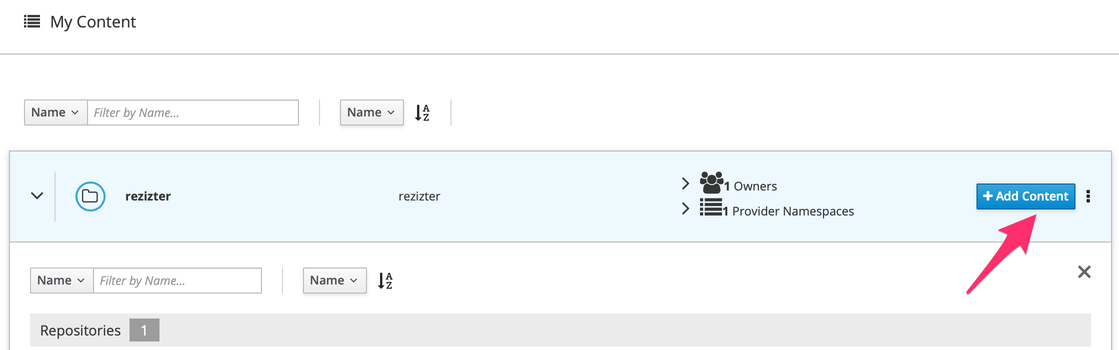 My Content
Name Filter by Name... Name
rezizter rezizter 1 Owners
1 Provider Namespaces
+ Add Content
Name Filter by Name... Name
Repositories 1